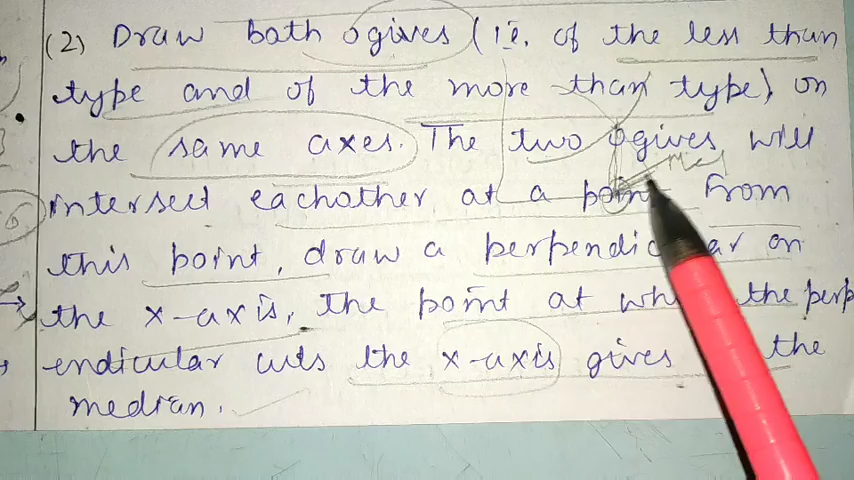 (2) Draw both ogives (i.e. of the less than
type and of the more than type) on
the same axes. The two ogives will
intersect eachother at a point From
this point, draw a perpendicular on
the x-axis, the point at the perp
endicular cuts the x-axis gives the
median.